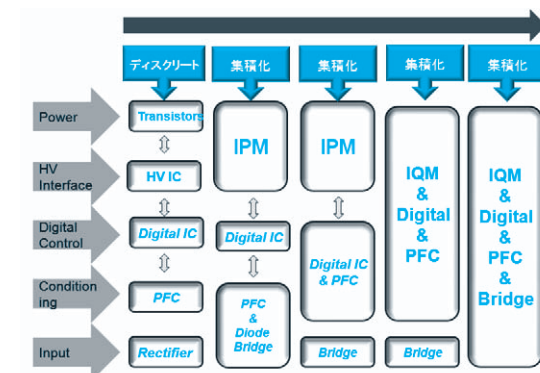 ディスクリート
集積化
集積化
集積化
集積化
Power
HV
Interface
Digital
Control
Condition
ing
Input
Transistors
HV IC
Digital IC
PFC
Rectifier
IPM
Digital IC
PFC
&
Diode
Bridge
IPM
Digital IC
& PFC
Bridge
IQM
&
Digital
&
PFC
Bridge
IQM
&
Digital
&
PFC
&
Bridge